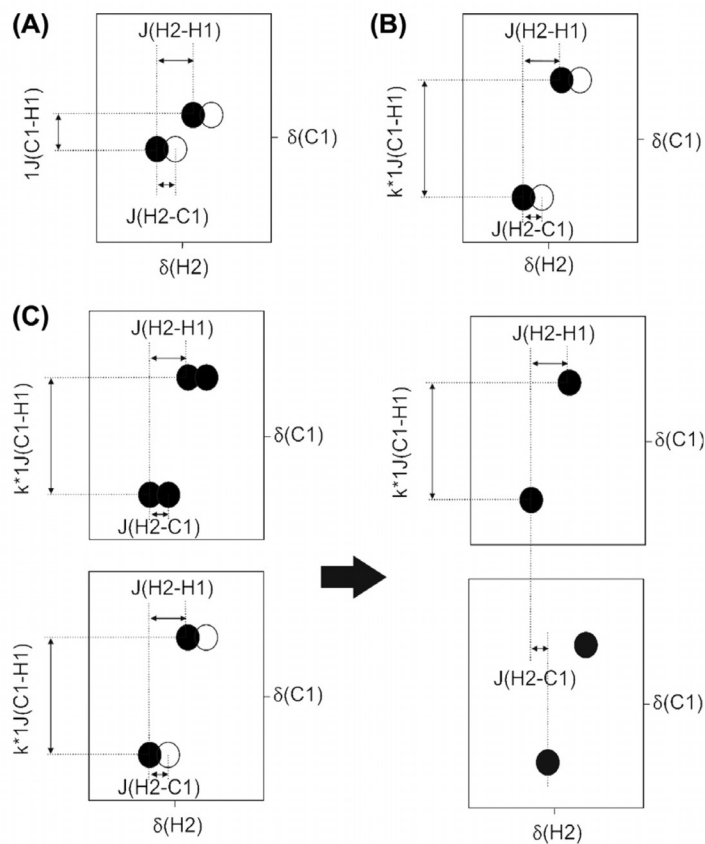 (A)
J(H2-H1)
1J(C1-H1)
δ(C1)
J(H2-C1)
δ(H2)
(B)
J(H2-H1)
k*1J(C1-H1)
δ(C1)
J(H2-C1)
δ(H2)
(C)
J(H2-H1)
k*1J(C1-H1)
δ(C1)
J(H2-C1)
J(H2-H1)
k*1J(C1-H1)
δ(C1)
J(H2-C1)
δ(H2)
J(H2-H1)
k*1J(C1-H1)
δ(C1)
J(H2-C1)
δ(C1)
δ(H2)